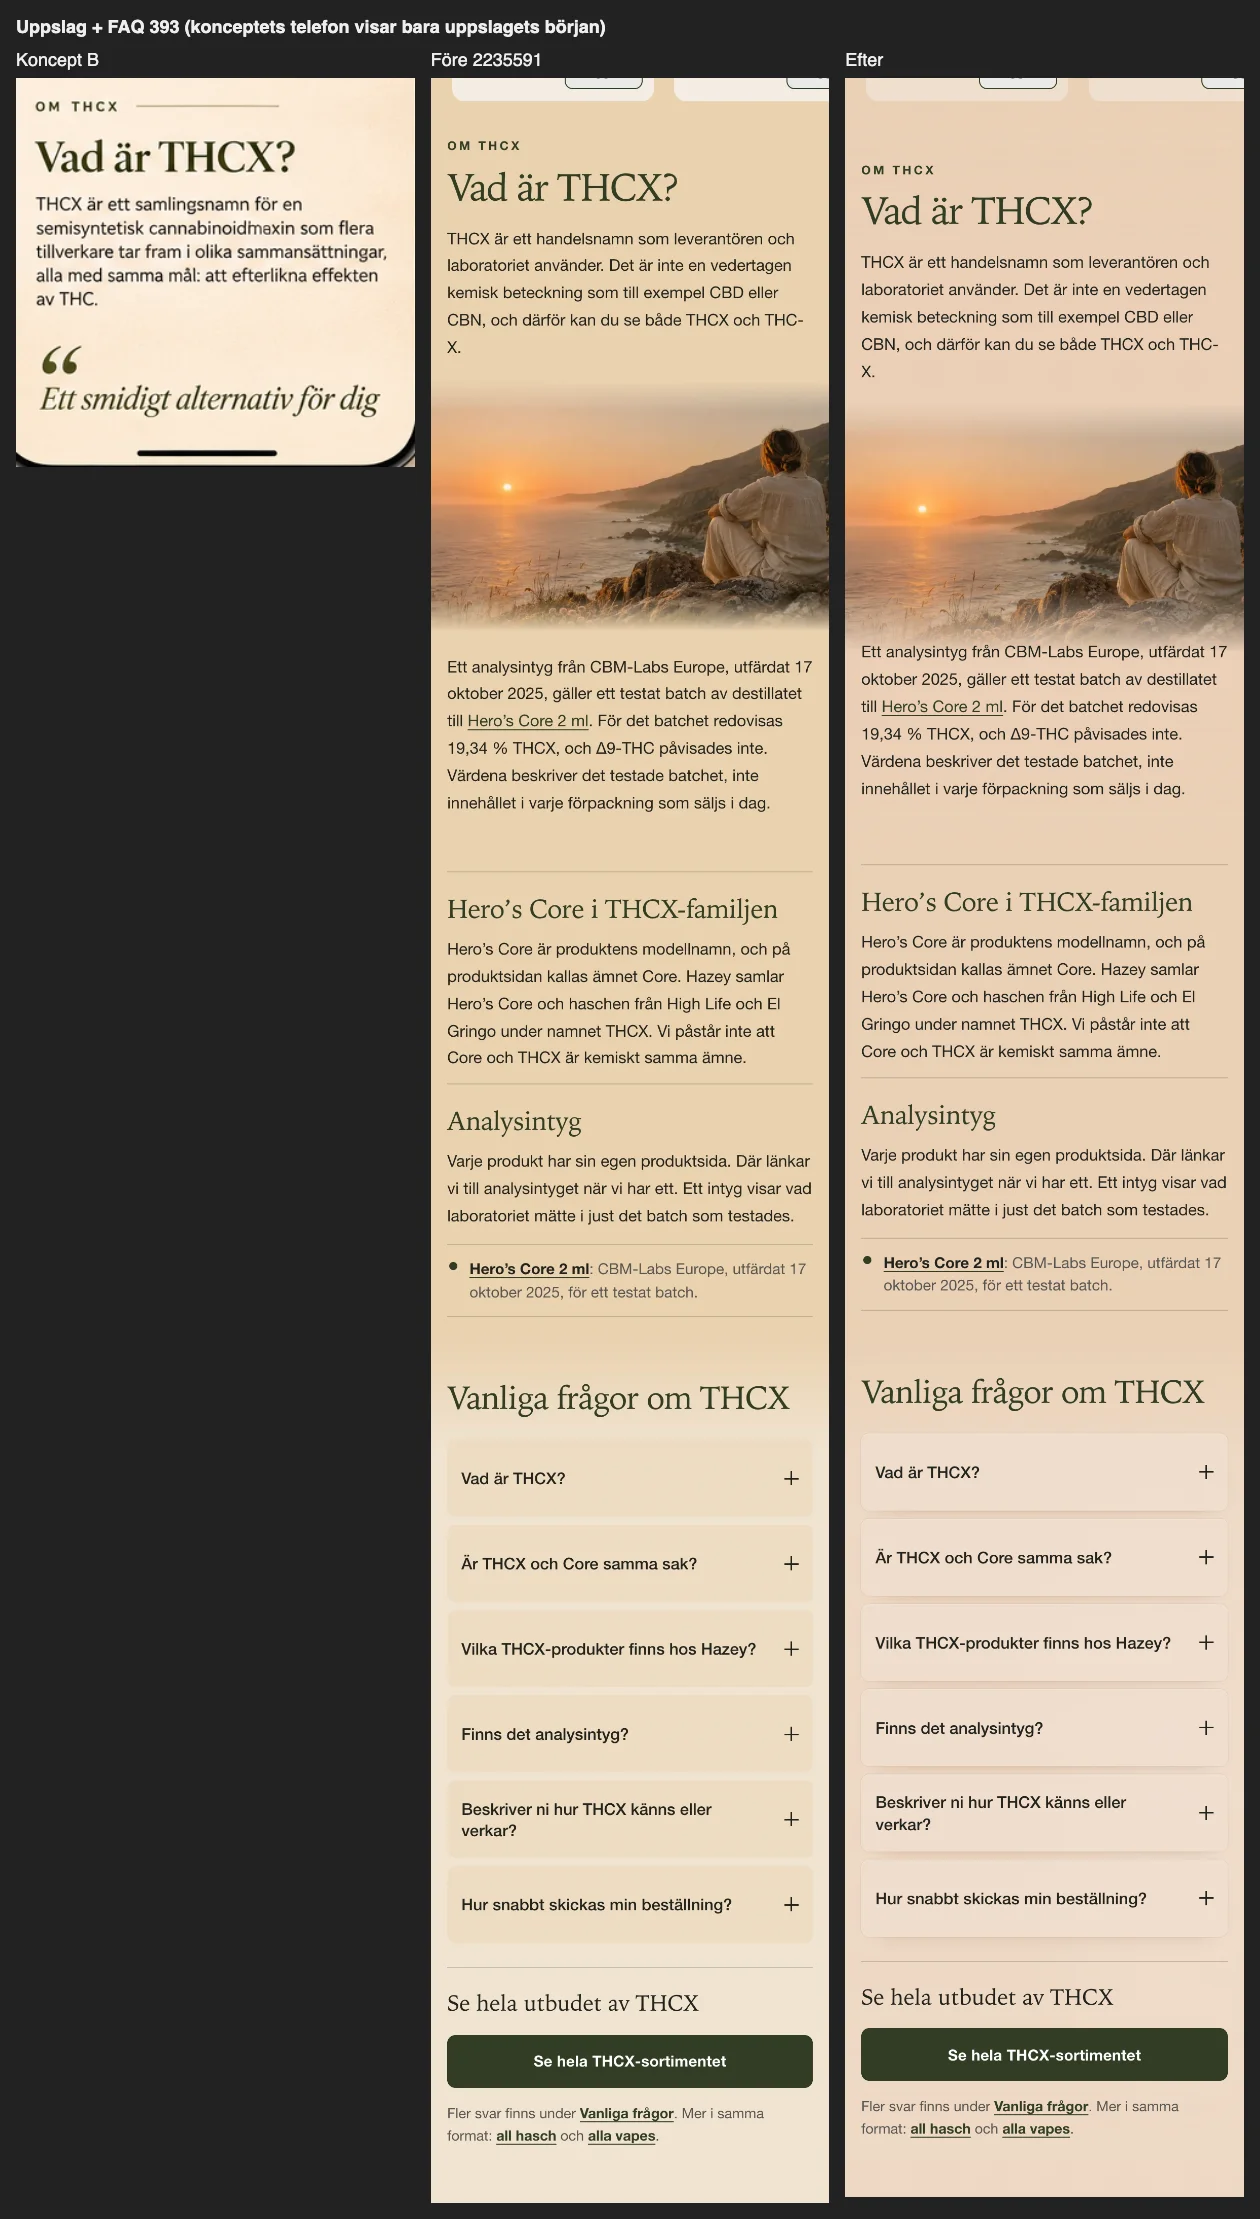 Uppslag + FAQ 393 (konceptets telefon visar bara uppslagets början)
Koncept B
OM THCX
Vad är THCX?
THCX är ett samlingsnamn för en
semisyntetisk cannabinoidmaxin som flera
tillverkare tar fram i olika sammansättningar,
alla med samma mål: att efterlikna effekten
av THC.
“
Ett smidigt alternativ för dig
Före 2235591
OM THCX
Vad är THCX?
THCX är ett handelsnamn som leverantören och
laboratoriet använder. Det är inte en vedertagen
kemisk beteckning som till exempel CBD eller
CBN, och därför kan du se både THCX och THC-
X.
Ett analysintyg från CBM-Labs Europe, utfärdat 17
oktober 2025, gäller ett testat batch av destillatet
till Hero’s Core 2 ml. För det batchet redovisas
19,34 % THCX, och Δ9-THC påvisades inte.
Värdena beskriver det testade batchet, inte
innehållet i varje förpackning som säljs i dag.
Hero’s Core i THCX-familjen
Hero’s Core är produktens modellnamn, och på
produktsidan kallas ämnet Core. Hazey samlar
Hero’s Core och haschen från High Life och El
Gringo under namnet THCX. Vi påstår inte att
Core och THCX är kemiskt samma ämne.
Analysintyg
Varje produkt har sin egen produktsida. Där länkar
vi till analysintyget när vi har ett. Ett intyg visar vad
laboratoriet mätte i just det batch som testades.
Hero’s Core 2 ml: CBM-Labs Europe, utfärdat 17
oktober 2025, för ett testat batch.
Vanliga frågor om THCX
Vad är THCX?
Är THCX och Core samma sak?
Vilka THCX-produkter finns hos Hazey?
Finns det analysintyg?
Beskriver ni hur THCX känns eller
verkar?
Hur snabbt skickas min beställning?
Se hela utbudet av THCX
Se hela THCX-sortimentet
Fler svar finns under Vanliga frågor. Mer i samma
format: all hasch och alla vapes.
Efter
OM THCX
Vad är THCX?
THCX är ett handelsnamn som leverantören och
laboratoriet använder. Det är inte en vedertagen
kemisk beteckning som till exempel CBD eller
CBN, och därför kan du se både THCX och THC-
X.
Ett analysintyg från CBM-Labs Europe, utfärdat 17
oktober 2025, gäller ett testat batch av destillatet
till Hero’s Core 2 ml. För det batchet redovisas
19,34 % THCX, och Δ9-THC påvisades inte.
Värdena beskriver det testade batchet, inte
innehållet i varje förpackning som säljs i dag.
Hero’s Core i THCX-familjen
Hero’s Core är produktens modellnamn, och på
produktsidan kallas ämnet Core. Hazey samlar
Hero’s Core och haschen från High Life och El
Gringo under namnet THCX. Vi påstår inte att
Core och THCX är kemiskt samma ämne.
Analysintyg
Varje produkt har sin egen produktsida. Där länkar
vi till analysintyget när vi har ett. Ett intyg visar vad
laboratoriet mätte i just det batch som testades.
Hero’s Core 2 ml: CBM-Labs Europe, utfärdat 17
oktober 2025, för ett testat batch.
Vanliga frågor om THCX
Vad är THCX?
Är THCX och Core samma sak?
Vilka THCX-produkter finns hos Hazey?
Finns det analysintyg?
Beskriver ni hur THCX känns eller
verkar?
Hur snabbt skickas min beställning?
Se hela utbudet av THCX
Se hela THCX-sortimentet
Fler svar finns under Vanliga frågor. Mer i samma
format: all hasch och alla vapes.